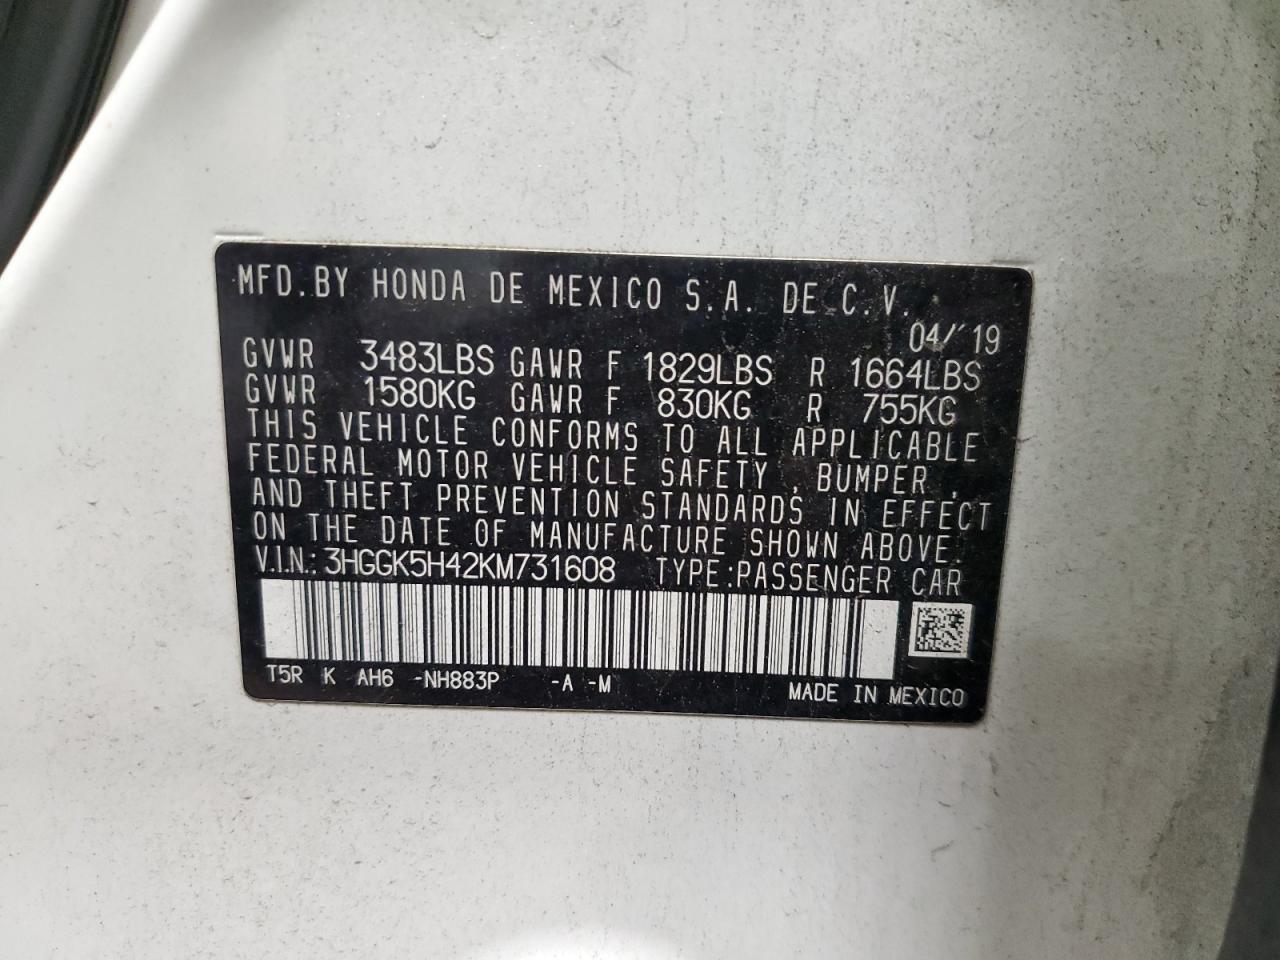 MFD.BY HONDA DE MEXICO S.A. DE C.V.
04/'19
GVWR 3483LBS GAWR F 1829LBS R 1664LBS
GVWR 1580KG GAWR F 830KG R 755KG
THIS VEHICLE CONFORMS TO ALL APPLICABLE
FEDERAL MOTOR VEHICLE SAFETY , BUMPER ,
AND THEFT PREVENTION STANDARDS IN EFFECT
ON THE DATE OF MANUFACTURE SHOWN ABOVE.
V.I.N.: 3HGGK5H42KM731608 TYPE:PASSENGER CAR
T5R K AH6 -NH883P -A -M MADE IN MEXICO